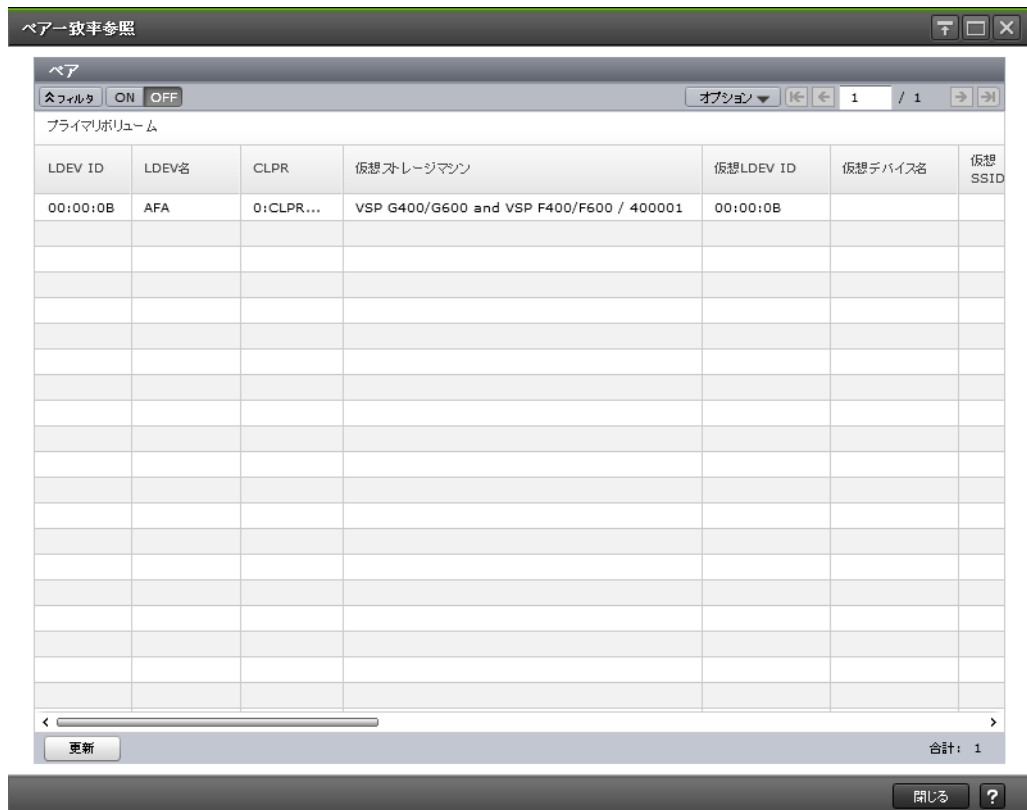 ペア一致率参照
ペア
フィルタ ON OFF オプション 1 / 1
プライマリボリューム
LDEV ID LDEV名 CLPR 仮想ストレージマシン 仮想LDEV ID 仮想デバイス名 仮想 SSID
00:00:0B AFA 0:CLPR... VSP G400/G600 and VSP F400/F600 / 400001 00:00:0B
更新 合計: 1
閉じる ?